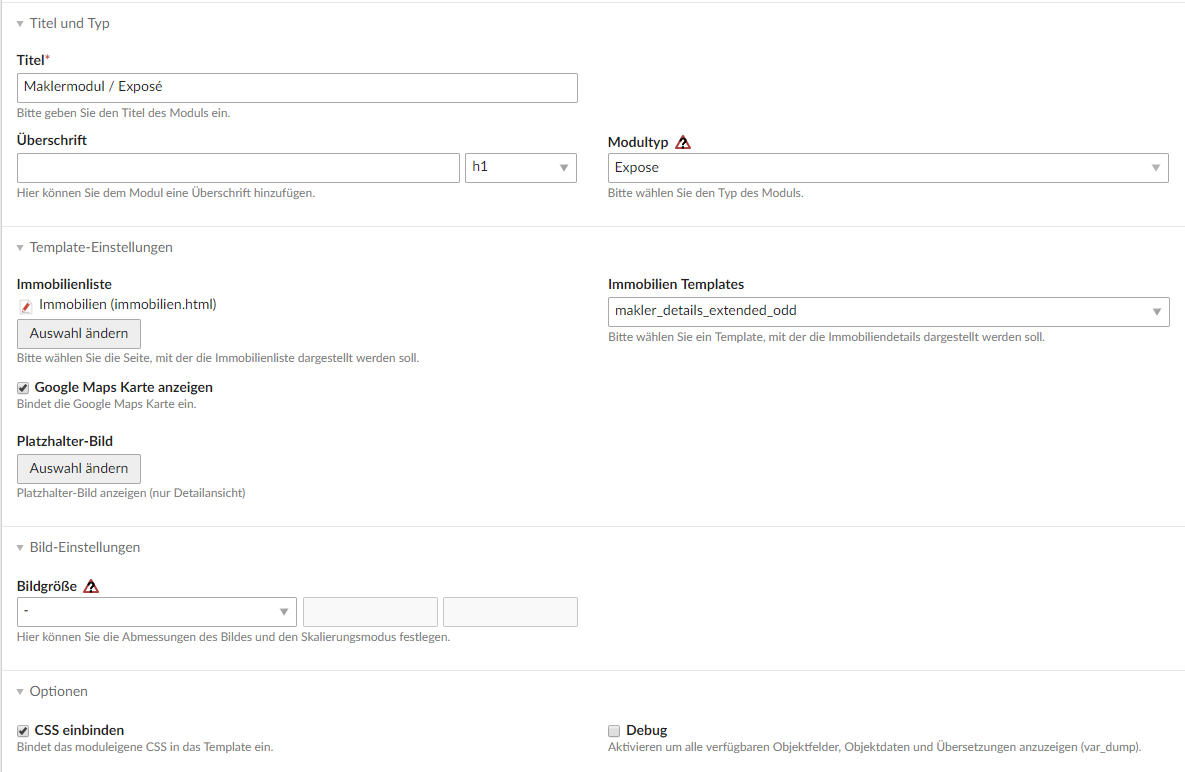 Titel und Typ
Titel*
Maklermodul / Exposé
Bitte geben Sie den Titel des Moduls ein.
Überschrift
h1
Hier können Sie dem Modul eine Überschrift hinzufügen.
Modultyp
Expose
Bitte wählen Sie den Typ des Moduls.
Template-Einstellungen
Immobilienliste
Immobilien (immobilien.html)
Auswahl ändern
Bitte wählen Sie die Seite, mit der die Immobilienliste dargestellt werden soll.
Immobilien Templates
makler_details_extended_odd
Bitte wählen Sie ein Template, mit der die Immobiliendetails dargestellt werden soll.
Google Maps Karte anzeigen
Bindet die Google Maps Karte ein.
Platzhalter-Bild
Auswahl ändern
Platzhalter-Bild anzeigen (nur Detailansicht)
Bild-Einstellungen
Bildgröße
-
Hier können Sie die Abmessungen des Bildes und den Skalierungsmodus festlegen.
Optionen
CSS einbinden
Bindet das moduleigene CSS in das Template ein.
Debug
Aktivieren um alle verfügbaren Objektfelder, Objektdaten und Übersetzungen anzuzeigen (var_dump).